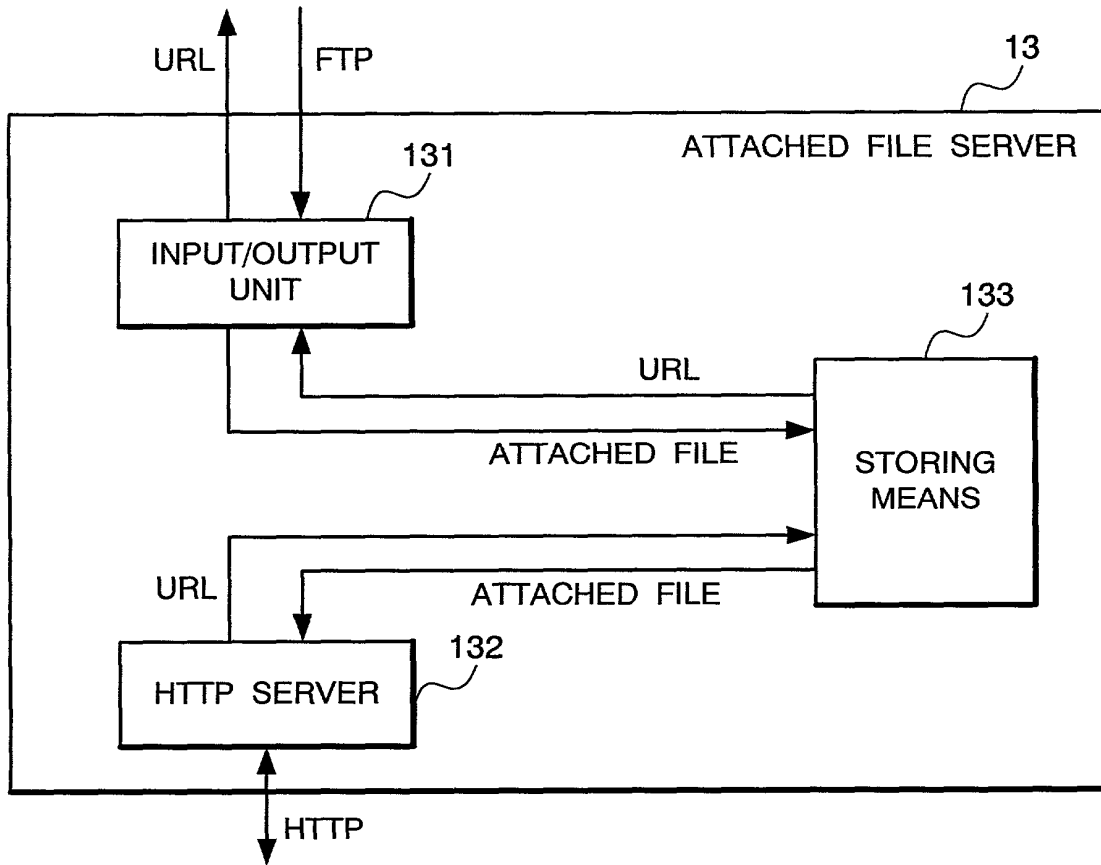 URL
FTP
13
ATTACHED FILE SERVER
131
INPUT/OUTPUT
UNIT
133
URL
ATTACHED FILE
STORING
MEANS
URL
ATTACHED FILE
132
HTTP SERVER
HTTP